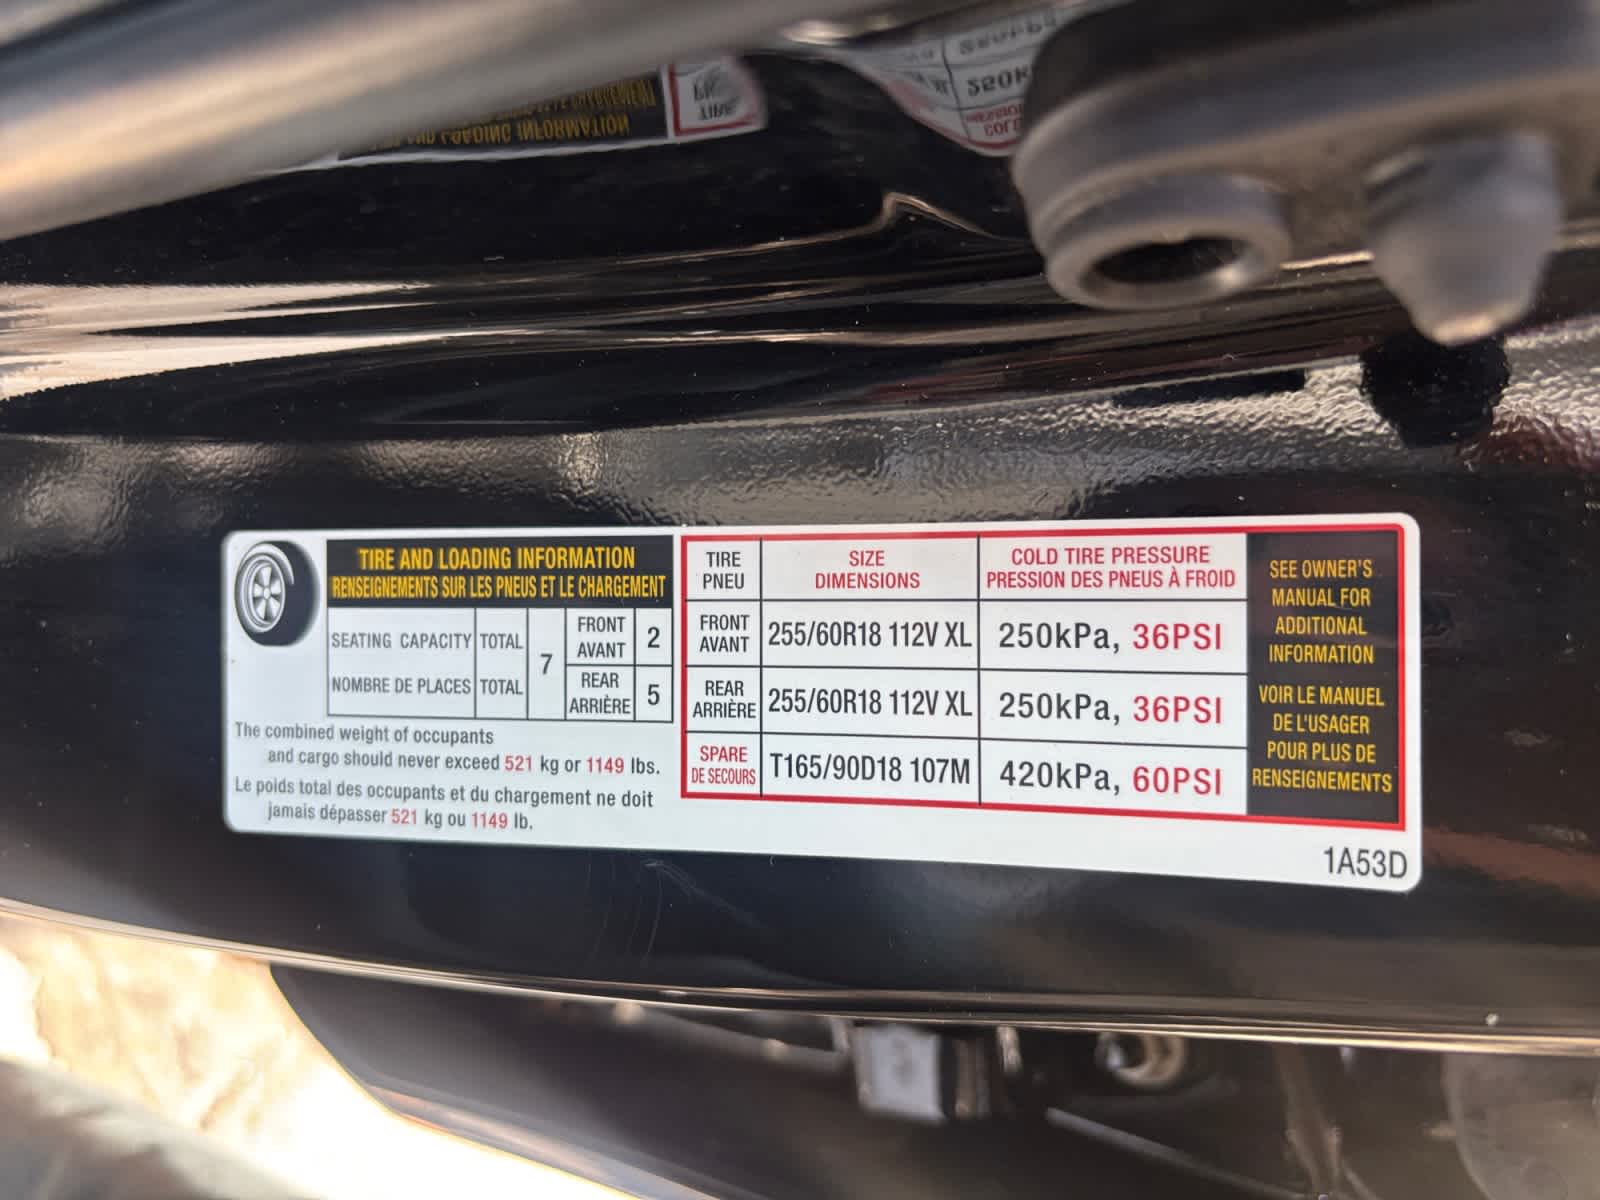 TIRE AND LOADING INFORMATION
RENSEIGNEMENTS SUR LES PNEUS ET LE CHARGEMENT
SEATING CAPACITY TOTAL 7 FRONT AVANT 2
NOMBRE DE PLACES TOTAL REAR ARRIÈRE 5
The combined weight of occupants
and cargo should never exceed 521 kg or 1149 lbs.
Le poids total des occupants et du chargement ne doit
jamais dépasser 521 kg ou 1149 lb.
TIRE PNEU SIZE DIMENSIONS COLD TIRE PRESSURE PRESSION DES PNEUS À FROID
FRONT AVANT 255/60R18 112V XL 250kPa, 36PSI
REAR ARRIÈRE 255/60R18 112V XL 250kPa, 36PSI
SPARE DE SECOURS T165/90D18 107M 420kPa, 60PSI
SEE OWNER'S
MANUAL FOR
ADDITIONAL
INFORMATION
VOIR LE MANUEL
DE L'USAGER
POUR PLUS DE
RENSEIGNEMENTS
1A53D